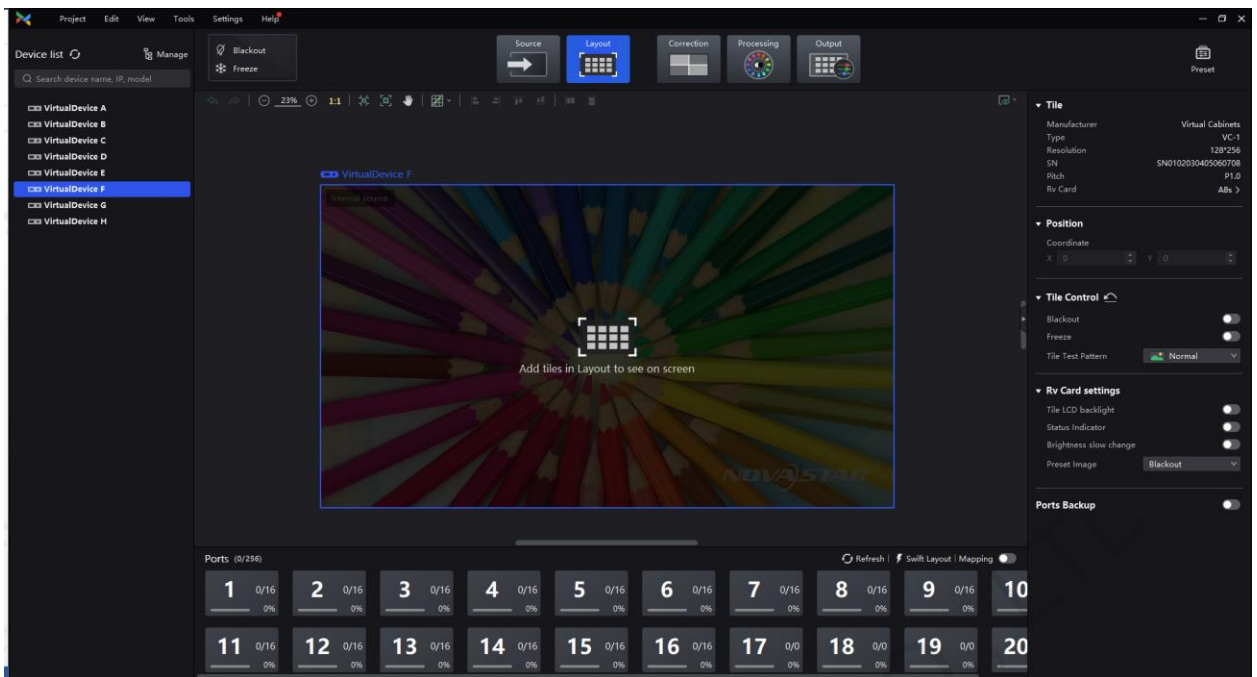 Project Edit View Tools Settings Help
Device list Manage
Search device name, IP, model
VirtualDevice A
VirtualDevice B
VirtualDevice C
VirtualDevice D
VirtualDevice E
VirtualDevice F
VirtualDevice G
VirtualDevice H
Blackout
Freeze
Source Layout Correction Processing Output
Preset
23% 1:1
VirtualDevice F
Internal source
Add tiles in Layout to see on screen
NOVASTAR
Ports (0/256) Refresh | Swift Layout | Mapping
1 0/16 2 0/16 3 0/16 4 0/16 5 0/16 6 0/16 7 0/16 8 0/16 9 0/16 10
0% 0% 0% 0% 0% 0% 0% 0% 0%
11 0/16 12 0/16 13 0/16 14 0/16 15 0/16 16 0/16 17 0/0 18 0/0 19 0/0 20
0% 0% 0% 0% 0% 0% 0% 0% 0%
Tile
Manufacturer Virtual Cabinets
Type VC-1
Resolution 128*256
SN SN0102030405060708
Pitch P1.0
Rv Card A8s >
Position
Coordinate
X 0 Y 0
Tile Control
Blackout
Freeze
Tile Test Pattern Normal
Rv Card settings
Tile LCD backlight
Status Indicator
Brightness slow change
Preset Image Blackout
Ports Backup